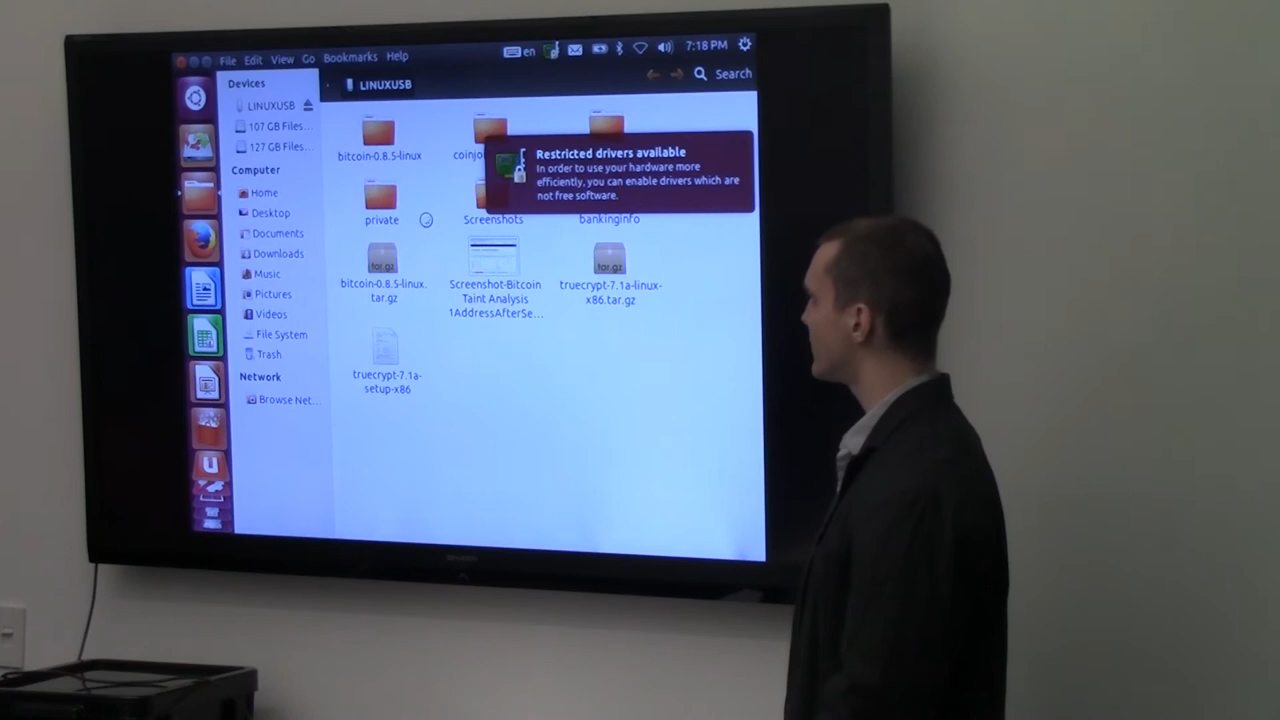 File Edit View Go Bookmarks Help
en
7:18 PM
Devices
LINUXUSB
Search
LINUXUSB
107 GB Files...
127 GB Files...
Computer
Home
Desktop
Documents
Downloads
Music
Pictures
Videos
File System
Trash
Network
Browse Net...
bitcoin-0.8.5-linux
Restricted drivers available
In order to use your hardware more
efficiently, you can enable drivers which are
not free software.
private
Screenshots
bankinginfo
tar.gz
bitcoin-0.8.5-linux.
tar.gz
Screenshot-Bitcoin
Taint Analysis
1AddressAfterSe...
tar.gz
truecrypt-7.1a-linux-
x86.tar.gz
truecrypt-7.1a-
setup-x86
U